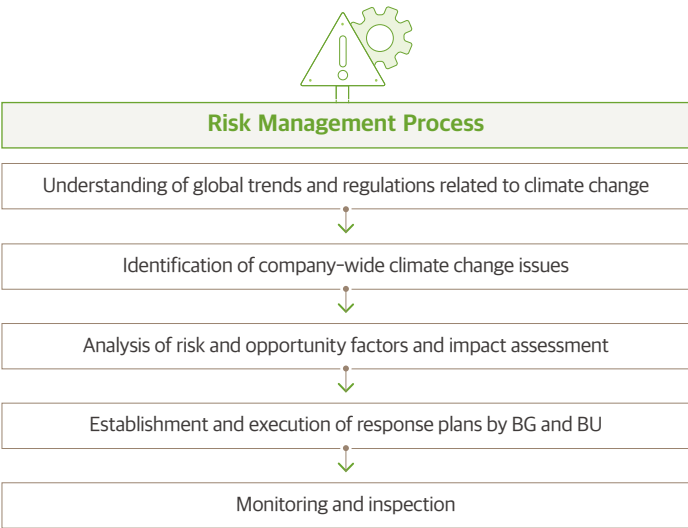 Risk Management Process
Understanding of global trends and regulations related to climate change
Identification of company-wide climate change issues
Analysis of risk and opportunity factors and impact assessment
Establishment and execution of response plans by BG and BU
Monitoring and inspection